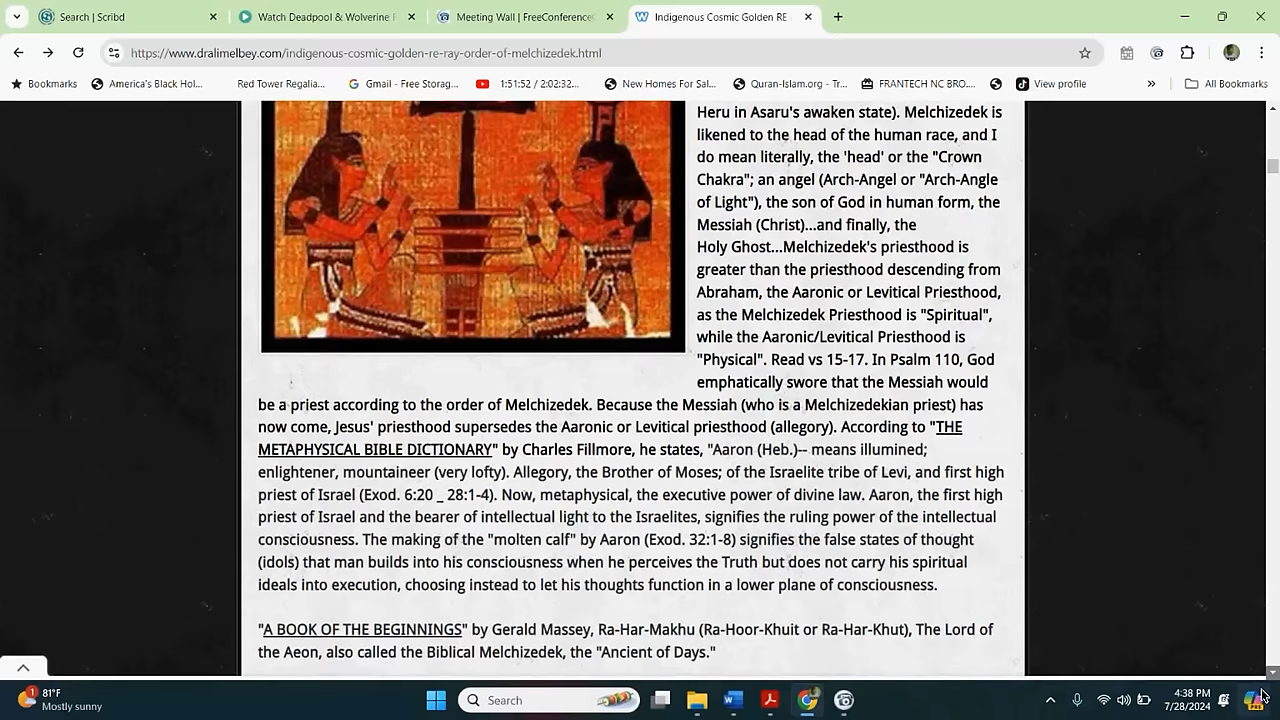 Search | Scribd
Watch Deadpool & Wolverine F
Meeting Wall | FreeConference
Indigenous Cosmic Golden RE
https://www.dralimelbey.com/indigenous-cosmic-golden-re-ray-order-of-melchizedek.html
Bookmarks
America's Black Hol...
Red Tower Regalia...
Gmail - Free Storag...
1:51:52 / 2:02:32...
New Homes For Sal...
Quran-Islam.org - Tr...
FRANTECH NC BRO...
View profile
All Bookmarks
Heru in Asaru's awaken state). Melchizedek is
likened to the head of the human race, and I
do mean literally, the 'head' or the "Crown
Chakra"; an angel (Arch-Angel or "Arch-Angle
of Light"), the son of God in human form, the
Messiah (Christ)...and finally, the
Holy Ghost...Melchizedek's priesthood is
greater than the priesthood descending from
Abraham, the Aaronic or Levitical Priesthood,
as the Melchizedek Priesthood is "Spiritual",
while the Aaronic/Levitical Priesthood is
"Physical". Read vs 15-17. In Psalm 110, God
emphatically swore that the Messiah would
be a priest according to the order of Melchizedek. Because the Messiah (who is a Melchizedekian priest) has
now come, Jesus' priesthood supersedes the Aaronic or Levitical priesthood (allegory). According to "THE
METAPHYSICAL BIBLE DICTIONARY" by Charles Fillmore, he states, "Aaron (Heb.)-- means illumined;
enlightener, mountaineer (very lofty). Allegory, the Brother of Moses; of the Israelite tribe of Levi, and first high
priest of Israel (Exod. 6:20 _ 28:1-4). Now, metaphysical, the executive power of divine law. Aaron, the first high
priest of Israel and the bearer of intellectual light to the Israelites, signifies the ruling power of the intellectual
consciousness. The making of the "molten calf" by Aaron (Exod. 32:1-8) signifies the false states of thought
(idols) that man builds into his consciousness when he perceives the Truth but does not carry his spiritual
ideals into execution, choosing instead to let his thoughts function in a lower plane of consciousness.
"A BOOK OF THE BEGINNINGS" by Gerald Massey, Ra-Har-Makhu (Ra-Hoor-Khuit or Ra-Har-Khut), The Lord of
the Aeon, also called the Biblical Melchizedek, the "Ancient of Days."
1
81°F
Mostly sunny
Search
4:38 PM
7/28/2024